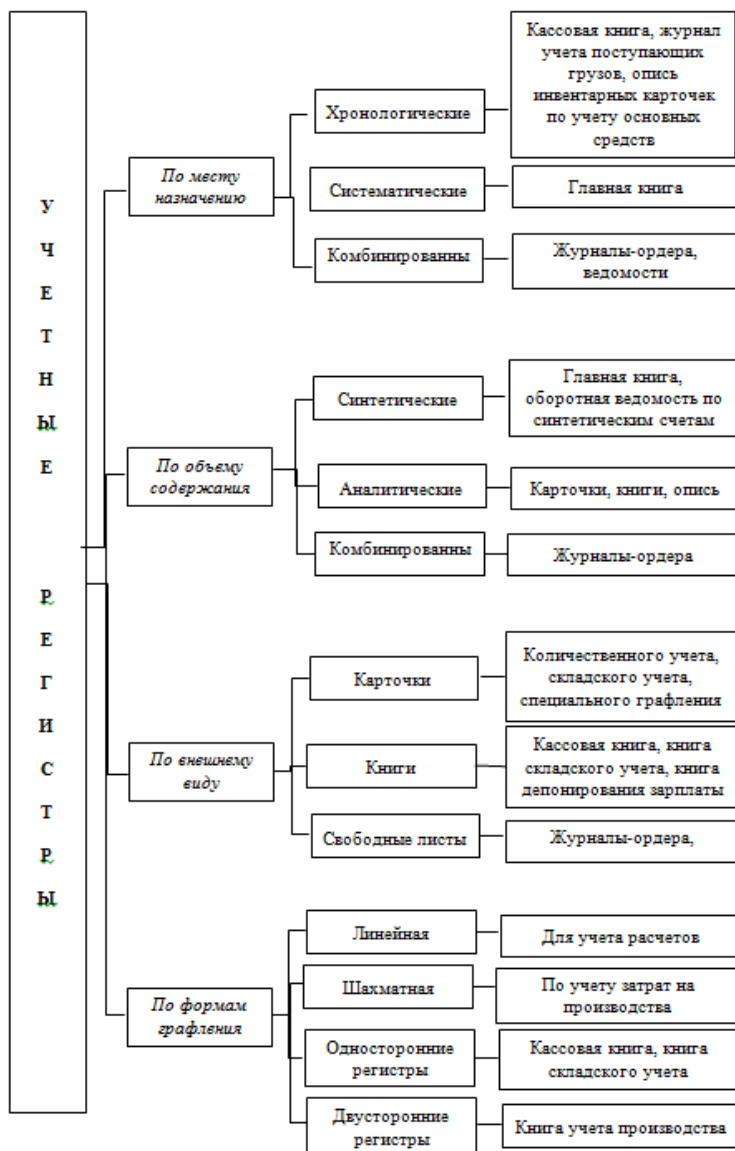 УЧЕТНЫЕ РЕГИСТРЫ
По месту
назначению
Хронологические
Кассовая книга, журнал
учета поступающих
грузов, опись
инвентарных карточек
по учету основных
средств
Систематические
Главная книга
Комбинированны
Журналы-ордера,
ведомости
По объему
содержания
Синтетические
Главная книга,
оборотная ведомость по
синтетическим счетам
Аналитические
Карточки, книги, опись
Комбинированны
Журналы-ордера
По внешнему
виду
Карточки
Количественного учета,
складского учета,
специального графления
Книги
Кассовая книга, книга
складского учета, книга
депонирования зарплаты
Свободные листы
Журналы-ордера,
По формам
графления
Линейная
Для учета расчетов
Шахматная
По учету затрат на
производства
Односторонние
регистры
Кассовая книга, книга
складского учета
Двусторонние
регистры
Книга учета производства